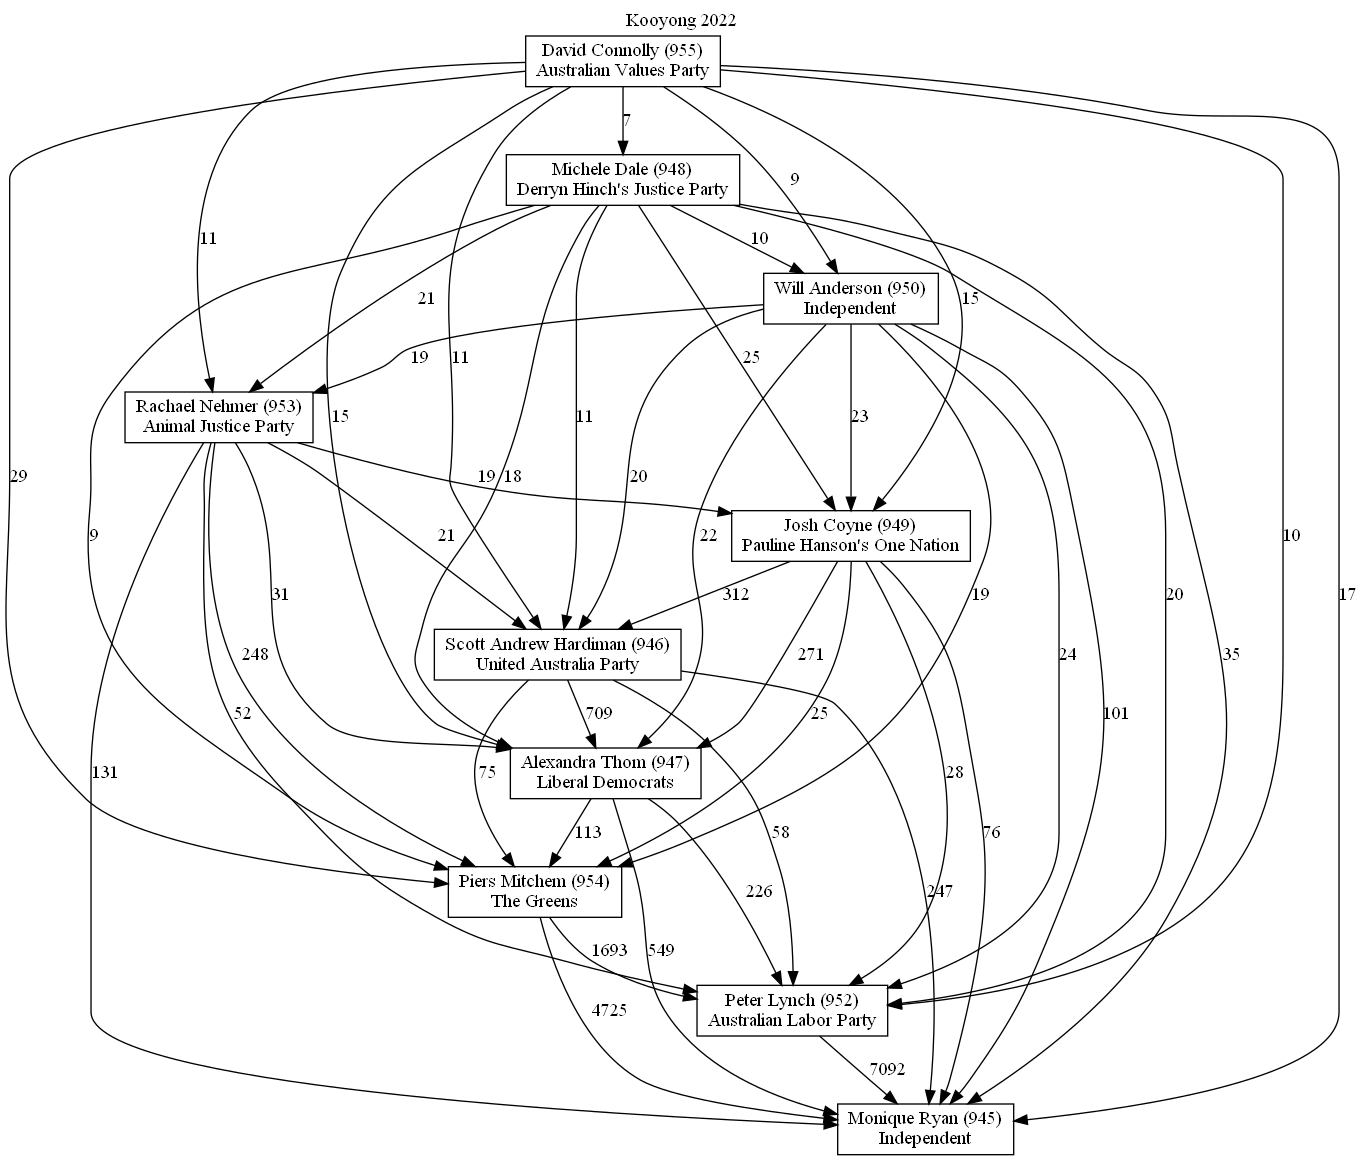 Kooyong 2022
David Connolly (955)
Australian Values Party
7
Michele Dale (948)
Derryn Hinch's Justice Party
9
11
10
21
15
Will Anderson (950)
Independent
19
11
25
Rachael Nehmer (953)
Animal Justice Party
15
11
23
29
19
18
20
Josh Coyne (949)
Pauline Hanson's One Nation
9
21
22
10
31
312
19
20
17
Scott Andrew Hardiman (946)
United Australia Party
248
271
24
35
52
709
25
101
Alexandra Thom (947)
Liberal Democrats
131
75
28
113
58
76
Piers Mitchem (954)
The Greens
226
247
1693
549
Peter Lynch (952)
Australian Labor Party
4725
7092
Monique Ryan (945)
Independent